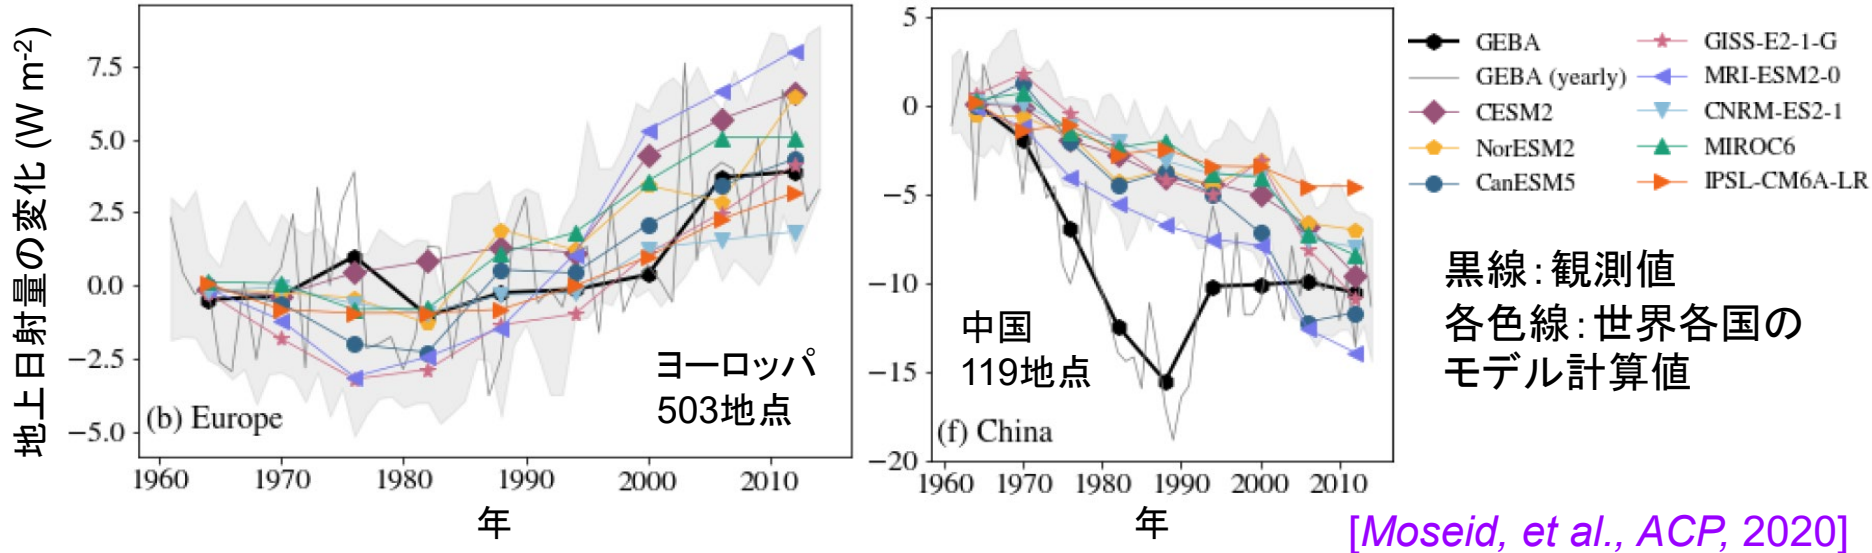 地上日射量の変化 (W m-2)
7.5
5.0
2.5
0.0
−2.5
−5.0
(b) Europe
ヨーロッパ
503地点
1960 1970 1980 1990 2000 2010
年
5
0
−5
−10
−15
−20
中国
119地点
(f) China
1960 1970 1980 1990 2000 2010
年
GEBA
GEBA (yearly)
CESM2
NorESM2
CanESM5
GISS-E2-1-G
MRI-ESM2-0
CNRM-ES2-1
MIROC6
IPSL-CM6A-LR
黒線：観測値
各色線：世界各国の
モデル計算値
[Moseid, et al., ACP, 2020]